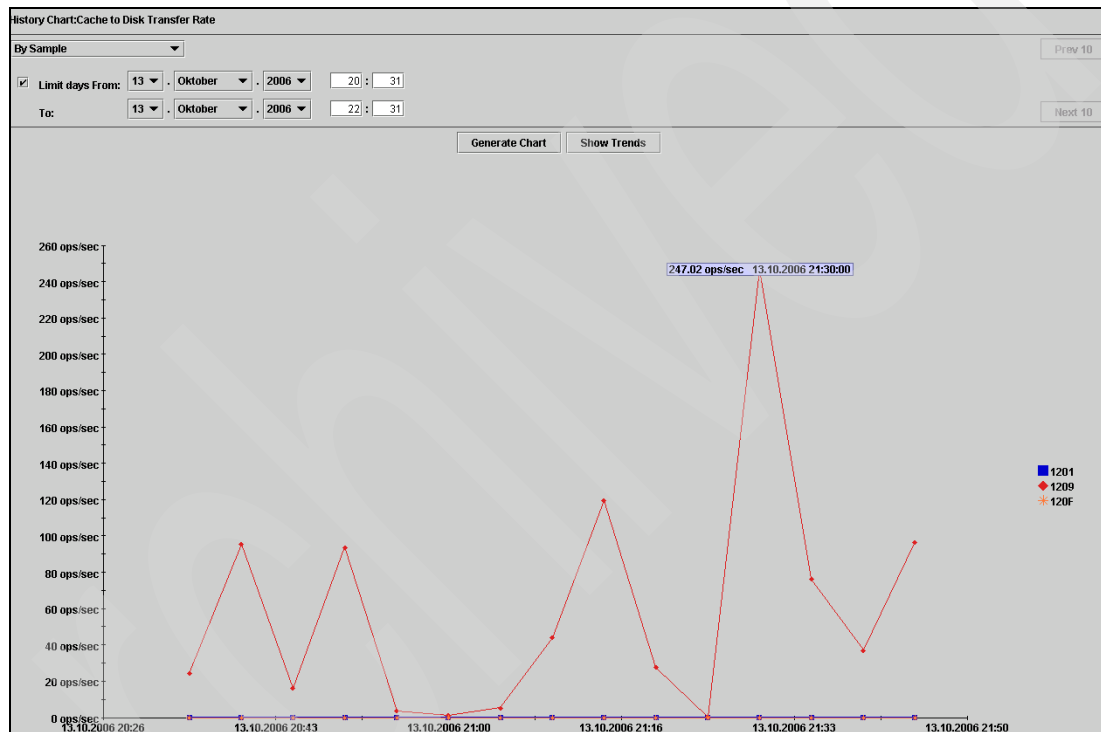 History Chart:Cache to Disk Transfer Rate
By Sample
Prev 10
Limit days From: 13 . Oktober . 2006 20 : 31
To: 13 . Oktober . 2006 22 : 31
Next 10
Generate Chart Show Trends
260 ops/sec
247.02 ops/sec 13.10.2006 21:30:00
240 ops/sec
220 ops/sec
200 ops/sec
180 ops/sec
160 ops/sec
140 ops/sec
120 ops/sec
100 ops/sec
80 ops/sec
60 ops/sec
40 ops/sec
20 ops/sec
0 ops/sec
1201
1209
120F
13.10.2006 20:26 13.10.2006 20:43 13.10.2006 21:00 13.10.2006 21:16 13.10.2006 21:33 13.10.2006 21:50